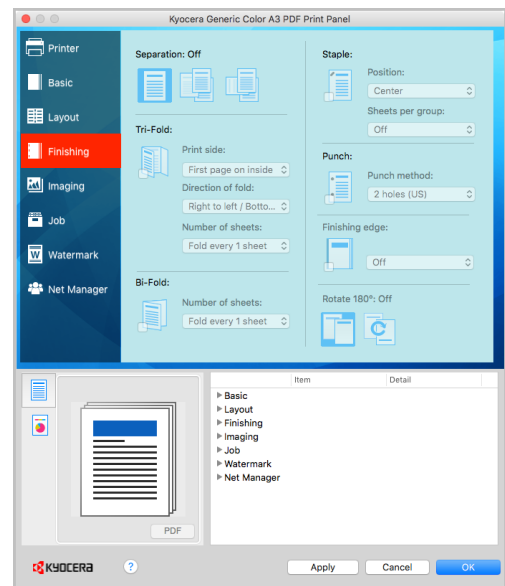 Kyocera Generic Color A3 PDF Print Panel
Printer
Basic
Layout
Finishing
Imaging
Job
W
Watermark
Net Manager
Separation: Off
Tri-Fold:
Print side:
First page on inside
Direction of fold:
Right to left / Botto...
Number of sheets:
Fold every 1 sheet
Bi-Fold:
Number of sheets:
Fold every 1 sheet
Staple:
Position:
Center
Sheets per group:
Off
Punch:
Punch method:
2 holes (US)
Finishing edge:
Off
Rotate 180°: Off
PDF
Item Detail
Basic
Layout
Finishing
Imaging
Job
Watermark
Net Manager
KYOCERA
?
Apply Cancel OK